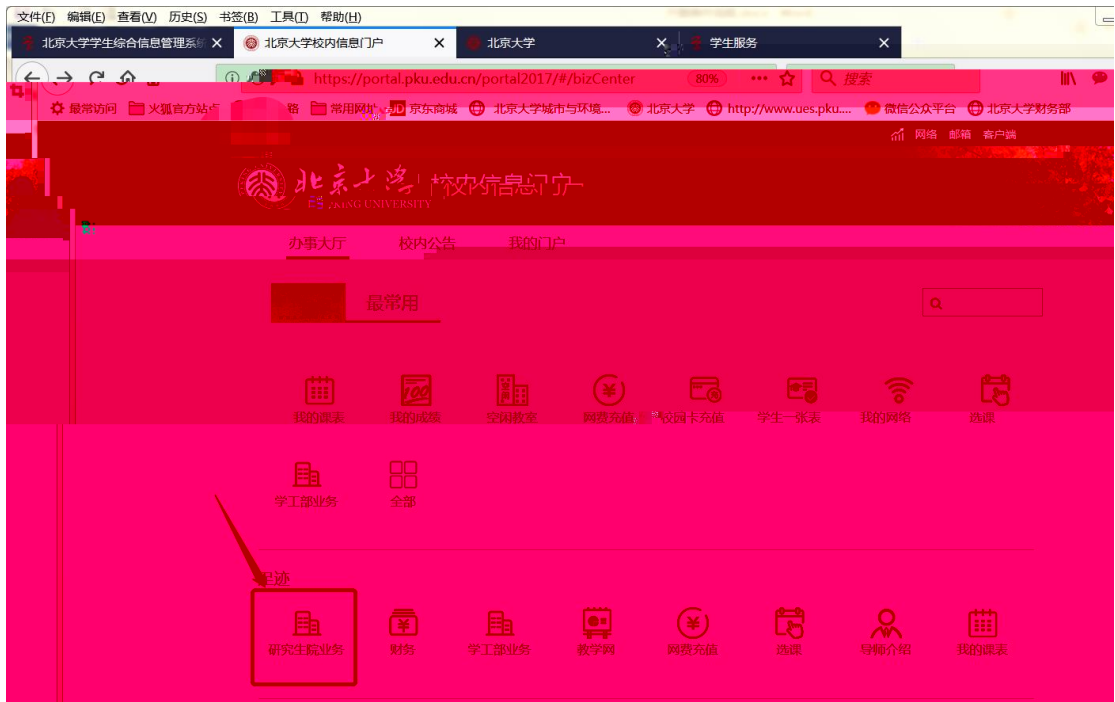 文件(F) 编辑(E) 查看(V) 历史(S) 书签(B) 工具(T) 帮助(H)
北京大学学生综合信息管理系统 北京大学校内信息门户 北京大学 学生服务
https://portal.pku.edu.cn/portal2017/#/bizCenter 80% 搜索
最常访问 火狐官方站点 常用网址 JD 京东商城 北京大学城市与环境... 北京大学 http://www.ues.pku.... 微信公众平台 北京大学财务部
网络 邮箱 客户端
北京大学 校内信息门户
PEKING UNIVERSITY
办事大厅 校内公告 我的门户
最常用
我的课表 我的成绩 空闲教室 网费充值 校园卡充值 学生一张表 我的网络 选课
学工部业务 全部
足迹
研究生院业务 财务 学工部业务 教学网 网费充值 选课 导师介绍 我的课表